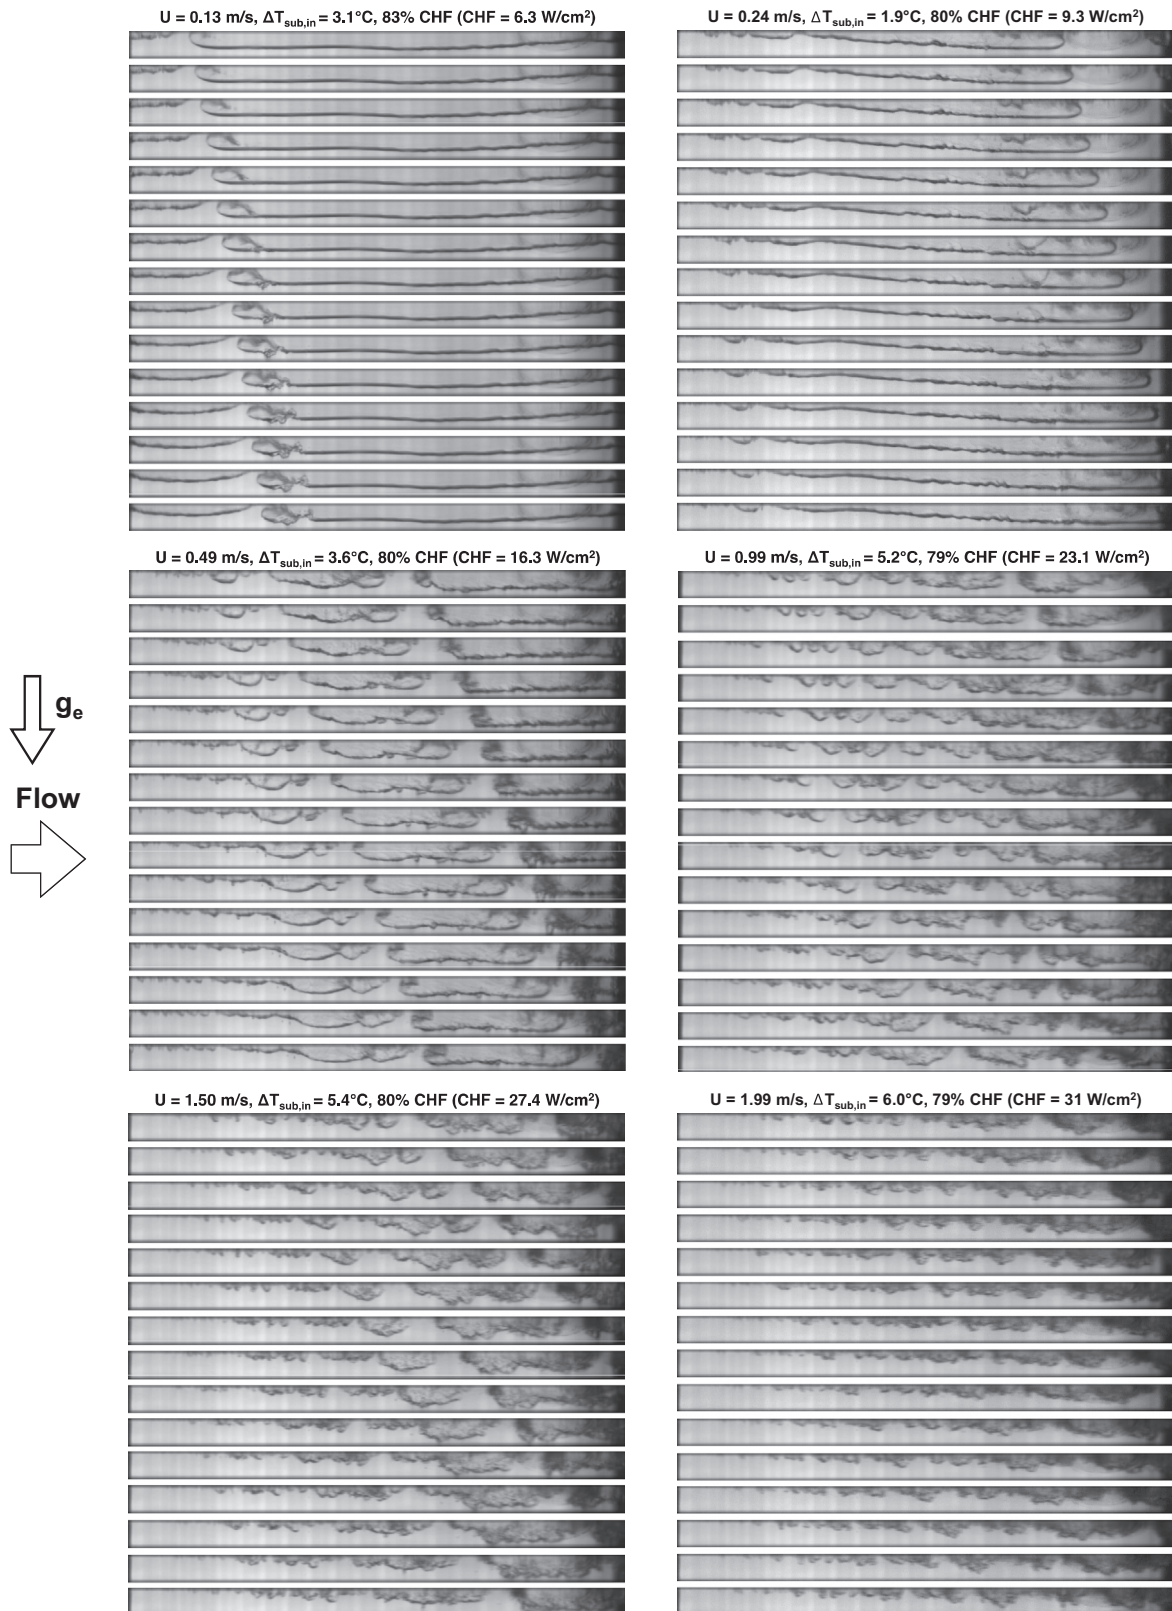 U = 0.13 m/s, ΔTsub,in = 3.1°C, 83% CHF (CHF = 6.3 W/cm²)
U = 0.24 m/s, ΔTsub,in = 1.9°C, 80% CHF (CHF = 9.3 W/cm²)
U = 0.49 m/s, ΔTsub,in = 3.6°C, 80% CHF (CHF = 16.3 W/cm²)
U = 0.99 m/s, ΔTsub,in = 5.2°C, 79% CHF (CHF = 23.1 W/cm²)
ge
Flow
U = 1.50 m/s, ΔTsub,in = 5.4°C, 80% CHF (CHF = 27.4 W/cm²)
U = 1.99 m/s, ΔTsub,in = 6.0°C, 79% CHF (CHF = 31 W/cm²)